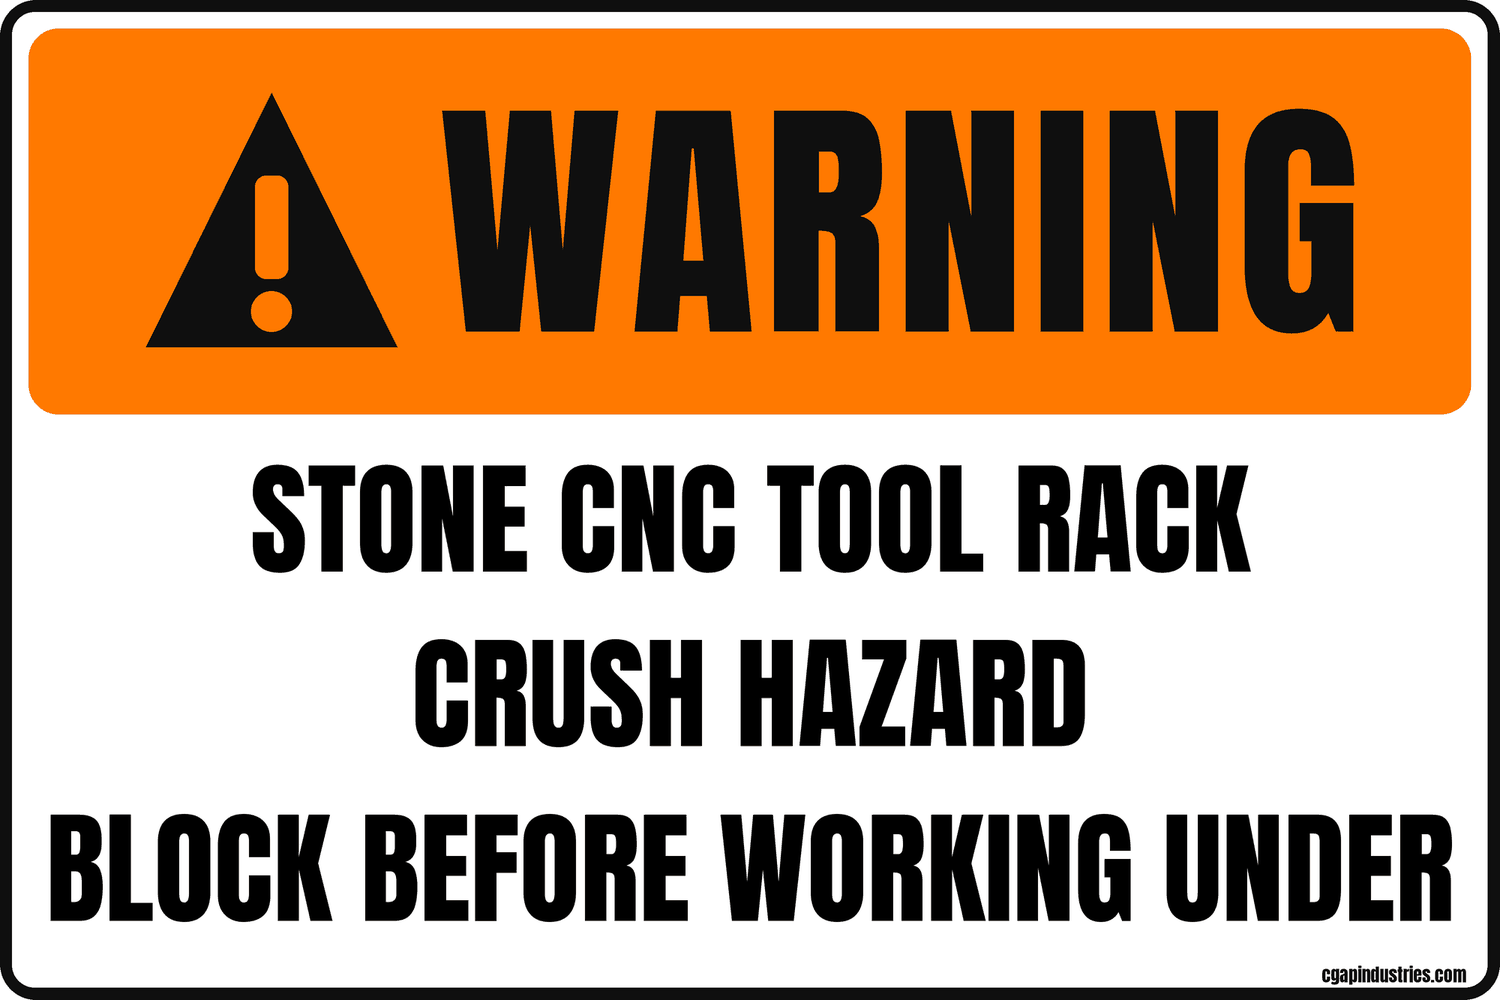 WARNING
STONE CNC TOOL RACK
CRUSH HAZARD
BLOCK BEFORE WORKING UNDER
cgapindustries.com